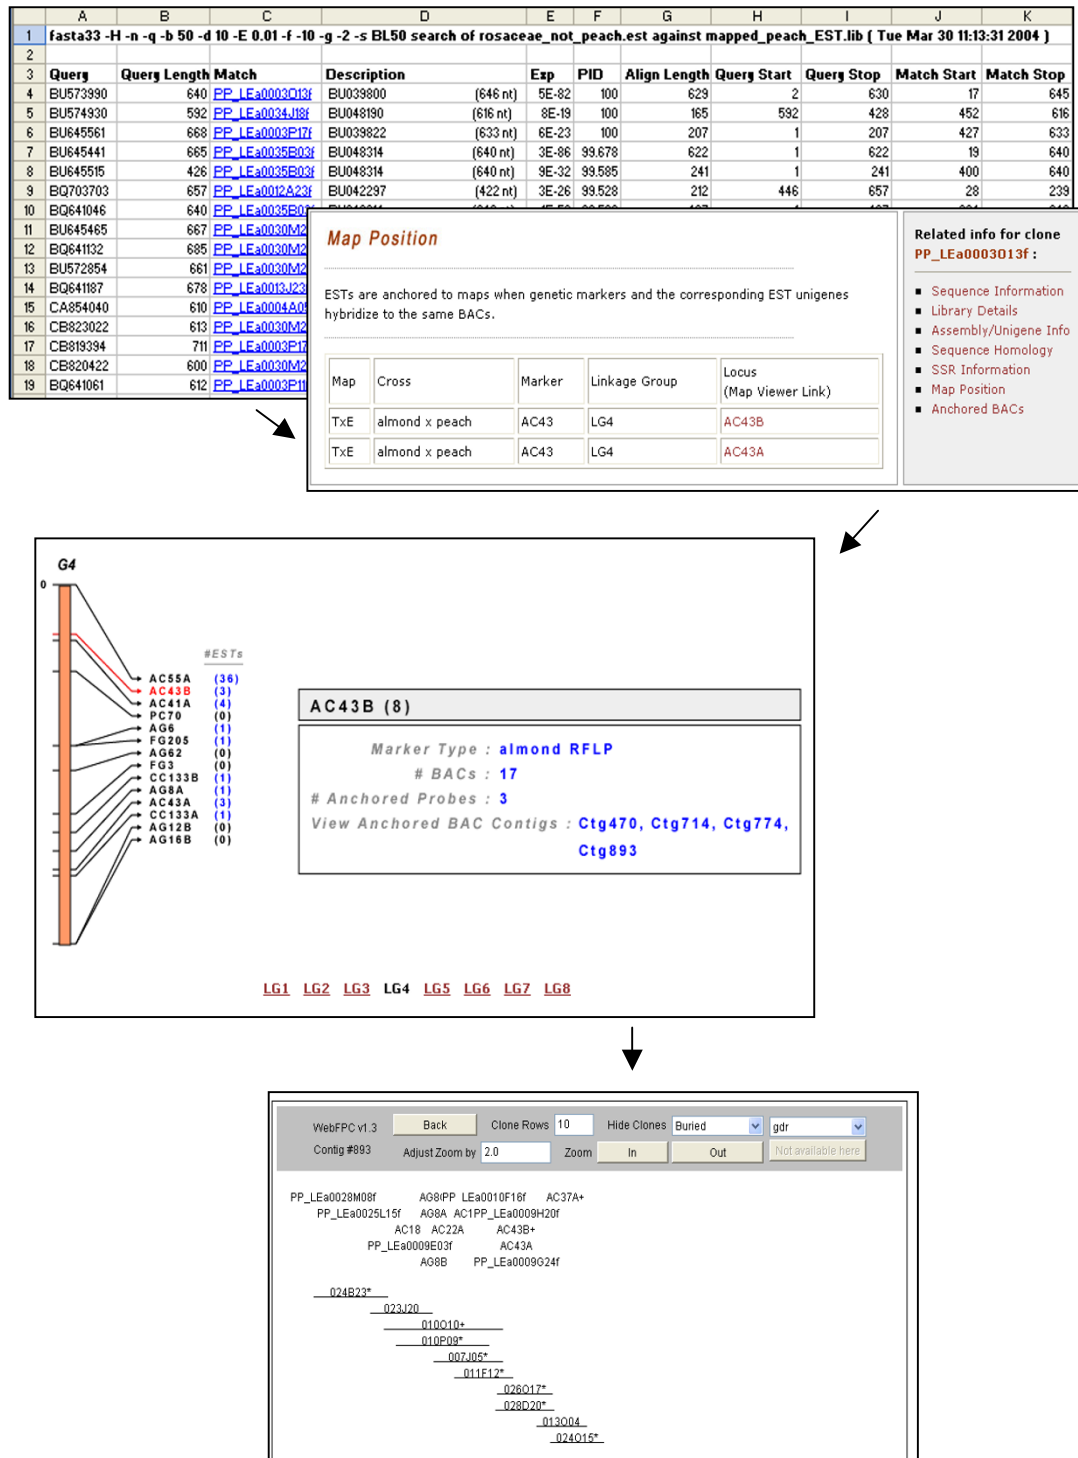 A B C D E F G H I J K
1 fasta33 -H -n -q -b 50 -d 10 -E 0.01 -f -10 -g -2 -s BL50 search of rosaceae_not_peach.est against mapped_peach_EST.lib ( Tue Mar 30 11:13:31 2004 )
2
3 Query Query Length Match Description Exp PID Align Length Query Start Query Stop Match Start Match Stop
4 BU573990 640 PP_LEa0003O13f BU039800 (646 nt) 5E-82 100 629 2 630 17 645
5 BU574930 592 PP_LEa0034J18f BU048190 (616 nt) 8E-19 100 165 592 428 452 616
6 BU645561 668 PP_LEa0003P17f BU039822 (633 nt) 6E-23 100 207 1 207 427 633
7 BU645441 665 PP_LEa0035B03f BU048314 (640 nt) 3E-86 99.678 622 1 622 19 640
8 BU645515 426 PP_LEa0035B03f BU048314 (640 nt) 9E-32 99.585 241 1 241 400 640
9 BQ703703 657 PP_LEa0012A23f BU042297 (422 nt) 3E-26 99.528 212 446 657 28 239
10 BQ641046 640 PP_LEa0035B03f
11 BU645465 667 PP_LEa0030M2
12 BQ641132 685 PP_LEa0030M2
13 BU572854 661 PP_LEa0030M2
14 BQ641187 678 PP_LEa0013J23
15 CA854040 610 PP_LEa0004A05
16 CB823022 613 PP_LEa0030M2
17 CB819394 711 PP_LEa0003P17
18 CB820422 600 PP_LEa0030M2
19 BQ641061 612 PP_LEa0003P11
Map Position
ESTs are anchored to maps when genetic markers and the corresponding EST unigenes
hybridize to the same BACs.
Map Cross Marker Linkage Group Locus
(Map Viewer Link)
TxE almond x peach AC43 LG4 AC43B
TxE almond x peach AC43 LG4 AC43A
Related info for clone
PP_LEa0003O13f :
Sequence Information
Library Details
Assembly/Unigene Info
Sequence Homology
SSR Information
Map Position
Anchored BACs
G4
0
#ESTs
AC55A (36)
AC43B (3)
AC41A (4)
PC70 (0)
AG6 (1)
FG205 (1)
AG62 (0)
FG3 (0)
CC133B (1)
AG8A (1)
AC43A (3)
CC133A (1)
AG12B (0)
AG16B (0)
AC43B (8)
Marker Type : almond RFLP
# BACs : 17
# Anchored Probes : 3
View Anchored BAC Contigs : Ctg470, Ctg714, Ctg774,
Ctg893
LG1 LG2 LG3 LG4 LG5 LG6 LG7 LG8
WebFPC v1.3 Back Clone Rows 10 Hide Clones Buried gdr
Contig #893 Adjust Zoom by 2.0 Zoom In Out Not available here
PP_LEa0028M08f AG8(PP LEa0010F16f AC37A+
PP_LEa0025L15f AG8A AC1PP_LEa0009H20f
AC18 AC22A AC43B+
PP_LEa0009E03f AC43A
AG8B PP_LEa0009G24f
024B23*
023J20
010O10+
010P09*
007J05*
011F12*
026O17*
028D20*
013O04
024O15*